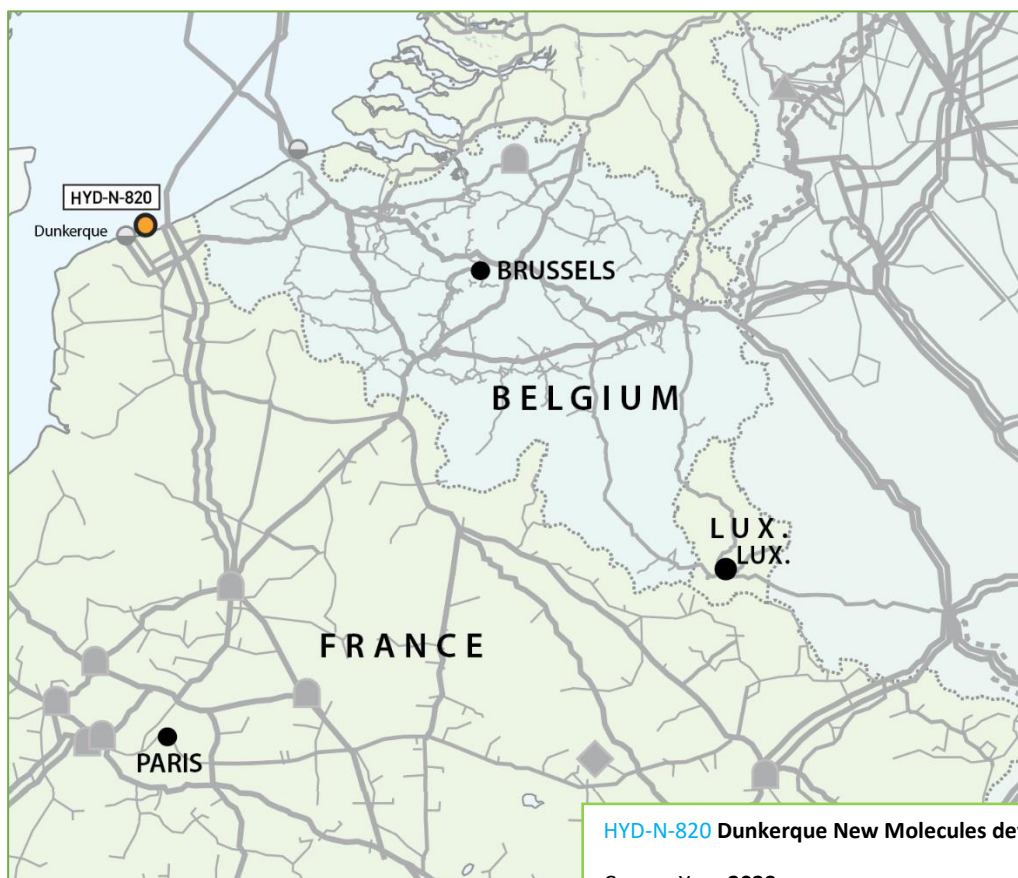 HYD-N-820
Dunkerque
BRUSSELS
BELGIUM
LUX.
LUX.
FRANCE
PARIS
HYD-N-820 Dunkerque New Molecules